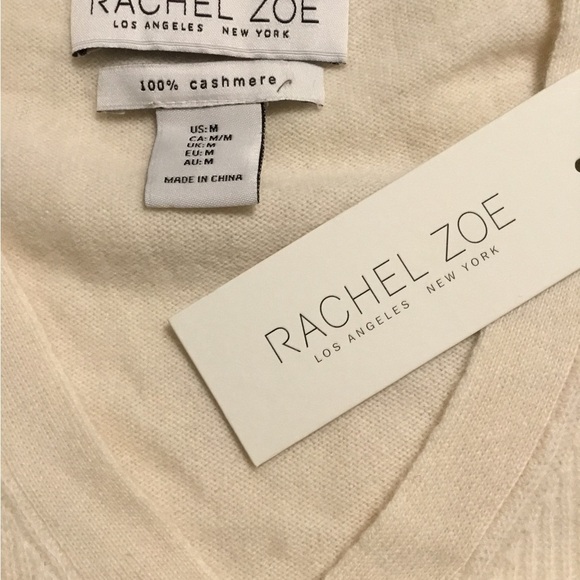 RACHEL ZOE
LOS ANGELES NEW YORK
100% cashmere
US: M
CA: M/M
UK: M
EU: M
AU: M
MADE IN CHINA
RACHEL ZOE
LOS ANGELES NEW YORK